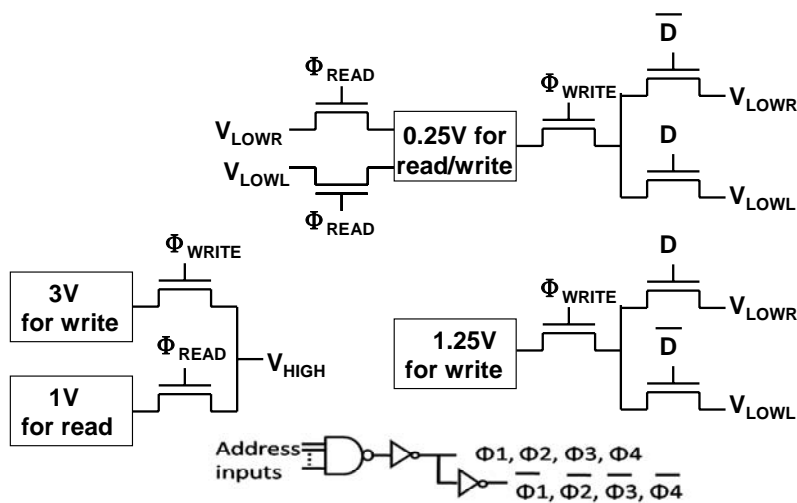 D̅
Φ_READ
Φ_WRITE
V_LOWR
V_LOWR
0.25V for
read/write
D
V_LOWL
V_LOWL
Φ_READ
Φ_WRITE
D
3V
for write
Φ_WRITE
V_LOWR
Φ_READ
1.25V
for write
D̅
V_HIGH
1V
for read
V_LOWL
Address
inputs
Φ1, Φ2, Φ3, Φ4
Φ̅1̅, Φ̅2̅, Φ̅3̅, Φ̅4̅